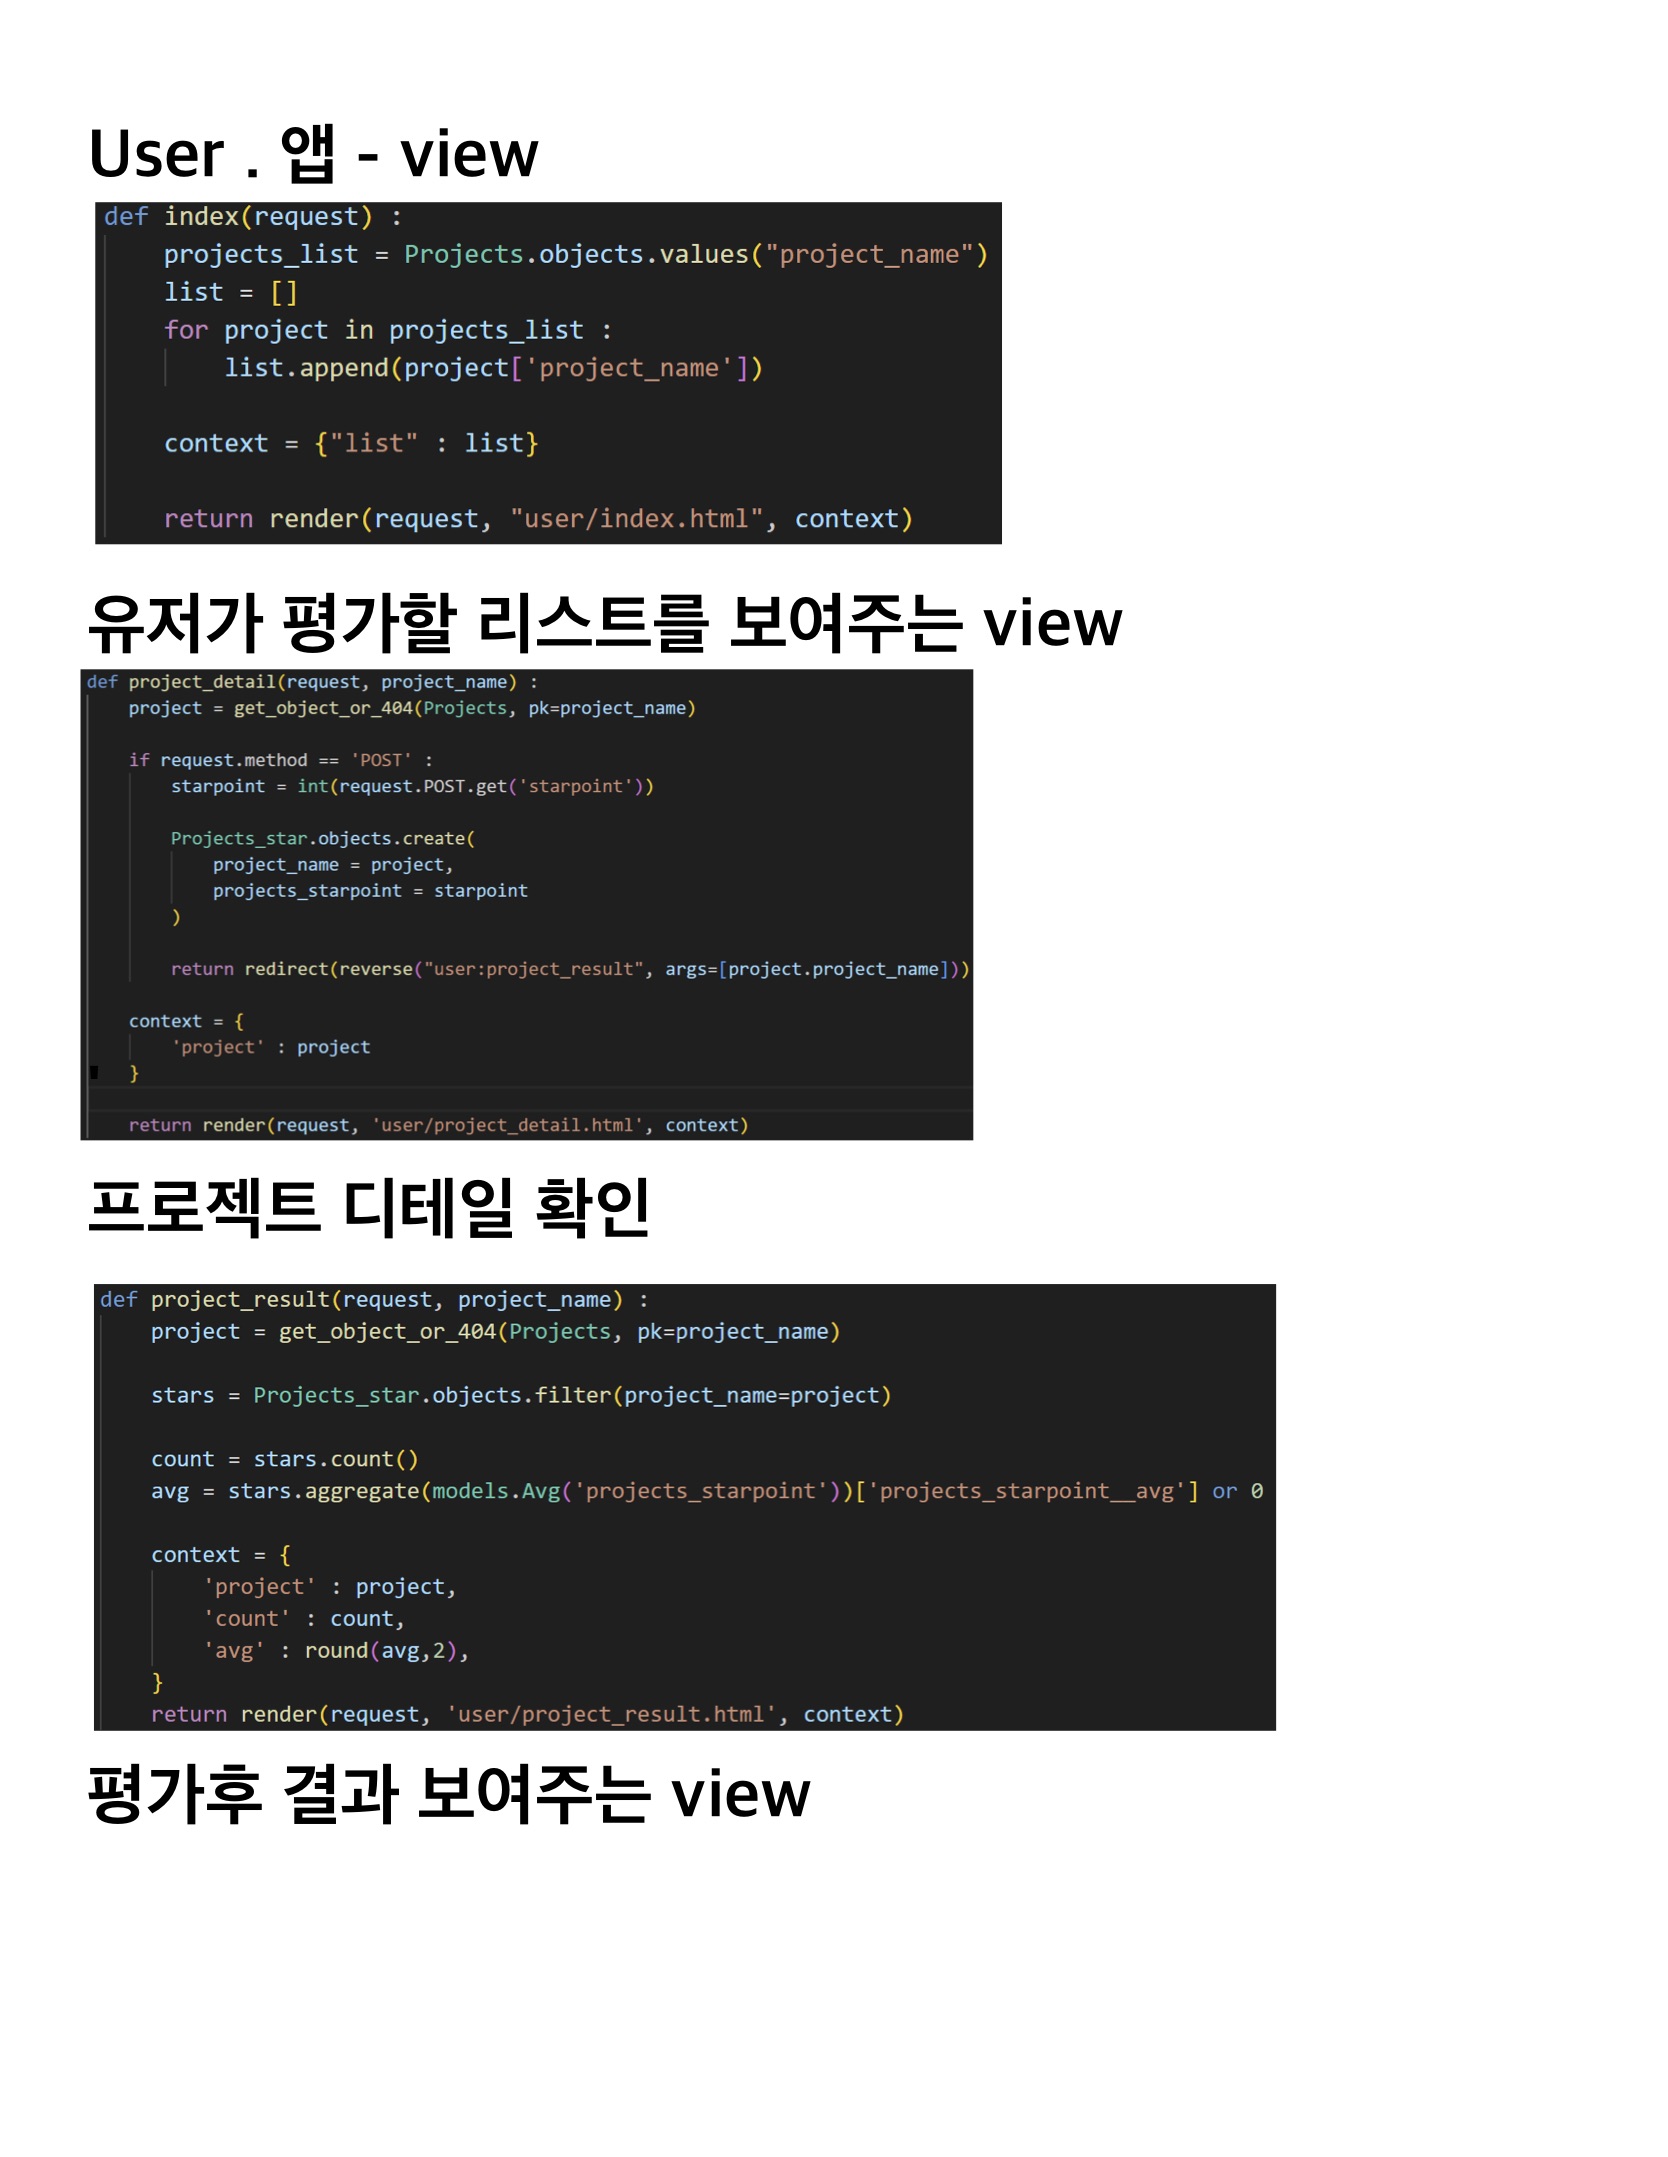 User . 앱 - view
def index(request) :
    projects_list = Projects.objects.values("project_name")
    list = []
    for project in projects_list :
        list.append(project['project_name'])
    context = {"list" : list}
    return render(request, "user/index.html", context)
유저가 평가할 리스트를 보여주는 view
def project_detail(request, project_name) :
    project = get_object_or_404(Projects, pk=project_name)
    if request.method == 'POST' :
        starpoint = int(request.POST.get('starpoint'))
        Projects_star.objects.create(
            project_name = project,
            projects_starpoint = starpoint
        )
        return redirect(reverse("user:project_result", args=[project.project_name]))
    context = {
        'project' : project
    }
    return render(request, 'user/project_detail.html', context)
프로젝트 디테일 확인
def project_result(request, project_name) :
    project = get_object_or_404(Projects, pk=project_name)
    stars = Projects_star.objects.filter(project_name=project)
    count = stars.count()
    avg = stars.aggregate(models.Avg('projects_starpoint'))['projects_starpoint__avg'] or 0
    context = {
        'project' : project,
        'count' : count,
        'avg' : round(avg,2),
    }
    return render(request, 'user/project_result.html', context)
평가후 결과 보여주는 view